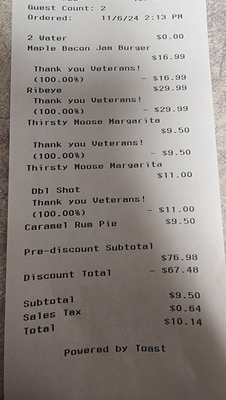 Guest Count: 2
Ordered: 11/6/24 2:13 PM
2 Water $0.00
Maple Bacon Jam Burger
$16.99
Thank you Veterans!
(100.00%) - $16.99
Ribeye $29.99
Thank you Veterans!
(100.00%) - $29.99
Thirsty Moose Margarita
$9.50
Thank you Veterans!
(100.00%) - $9.50
Thirsty Moose Margarita
$11.00
Dbl Shot
Thank you Veterans!
(100.00%) - $11.00
Caramel Rum Pie $9.50
Pre-discount Subtotal
$76.98
Discount Total - $67.48
Subtotal $9.50
Sales Tax $0.64
Total $10.14
Powered by Toast